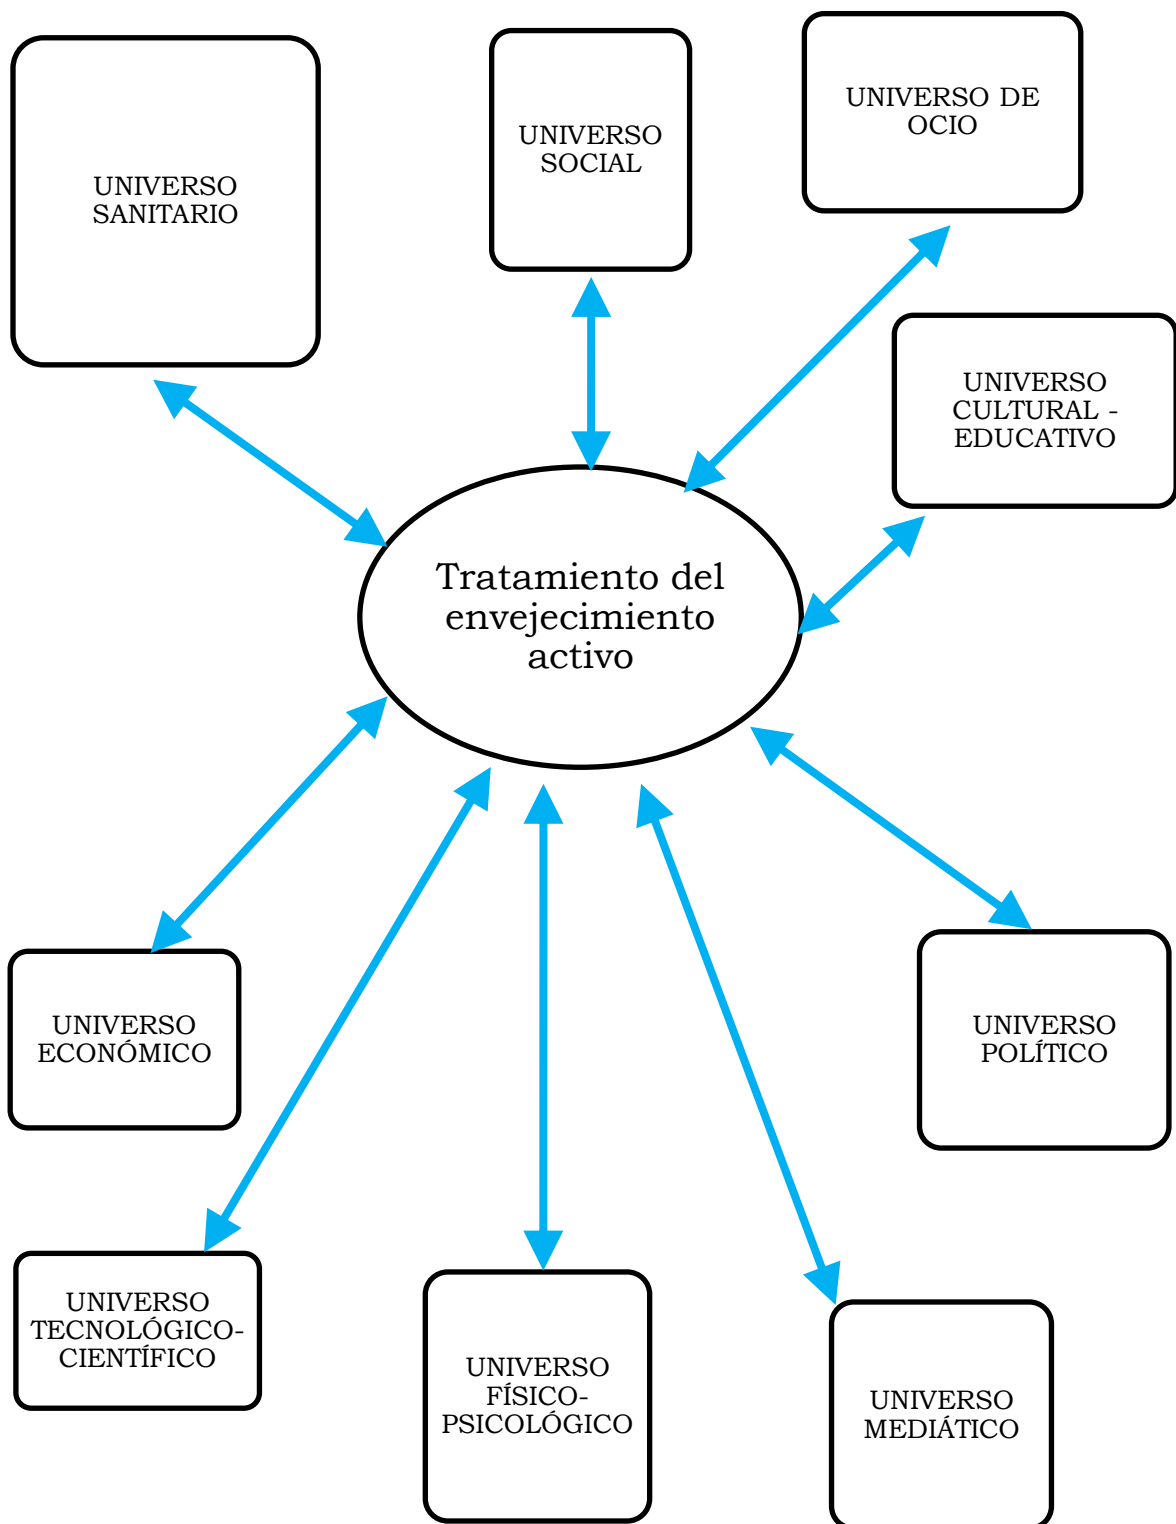 UNIVERSO
SANITARIO
UNIVERSO
SOCIAL
UNIVERSO DE
OCIO
UNIVERSO
CULTURAL -
EDUCATIVO
Tratamiento del
envejecimiento
activo
UNIVERSO
ECONÓMICO
UNIVERSO
POLÍTICO
UNIVERSO
TECNOLÓGICO-
CIENTÍFICO
UNIVERSO
FÍSICO-
PSICOLÓGICO
UNIVERSO
MEDIÁTICO